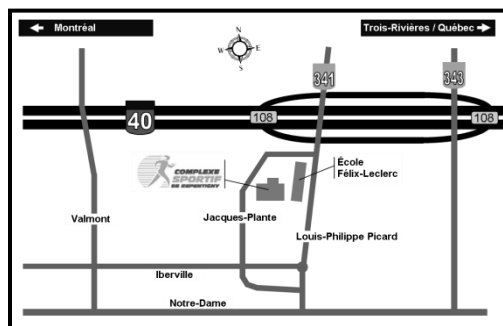 Montréal
Trois-Rivières / Québec
N
W E
S
341
343
40
108
108
COMPLEXE
SPORTIF
DE REPENTIGNY
École
Félix-Leclerc
Valmont
Jacques-Plante
Louis-Philippe Picard
Iberville
Notre-Dame